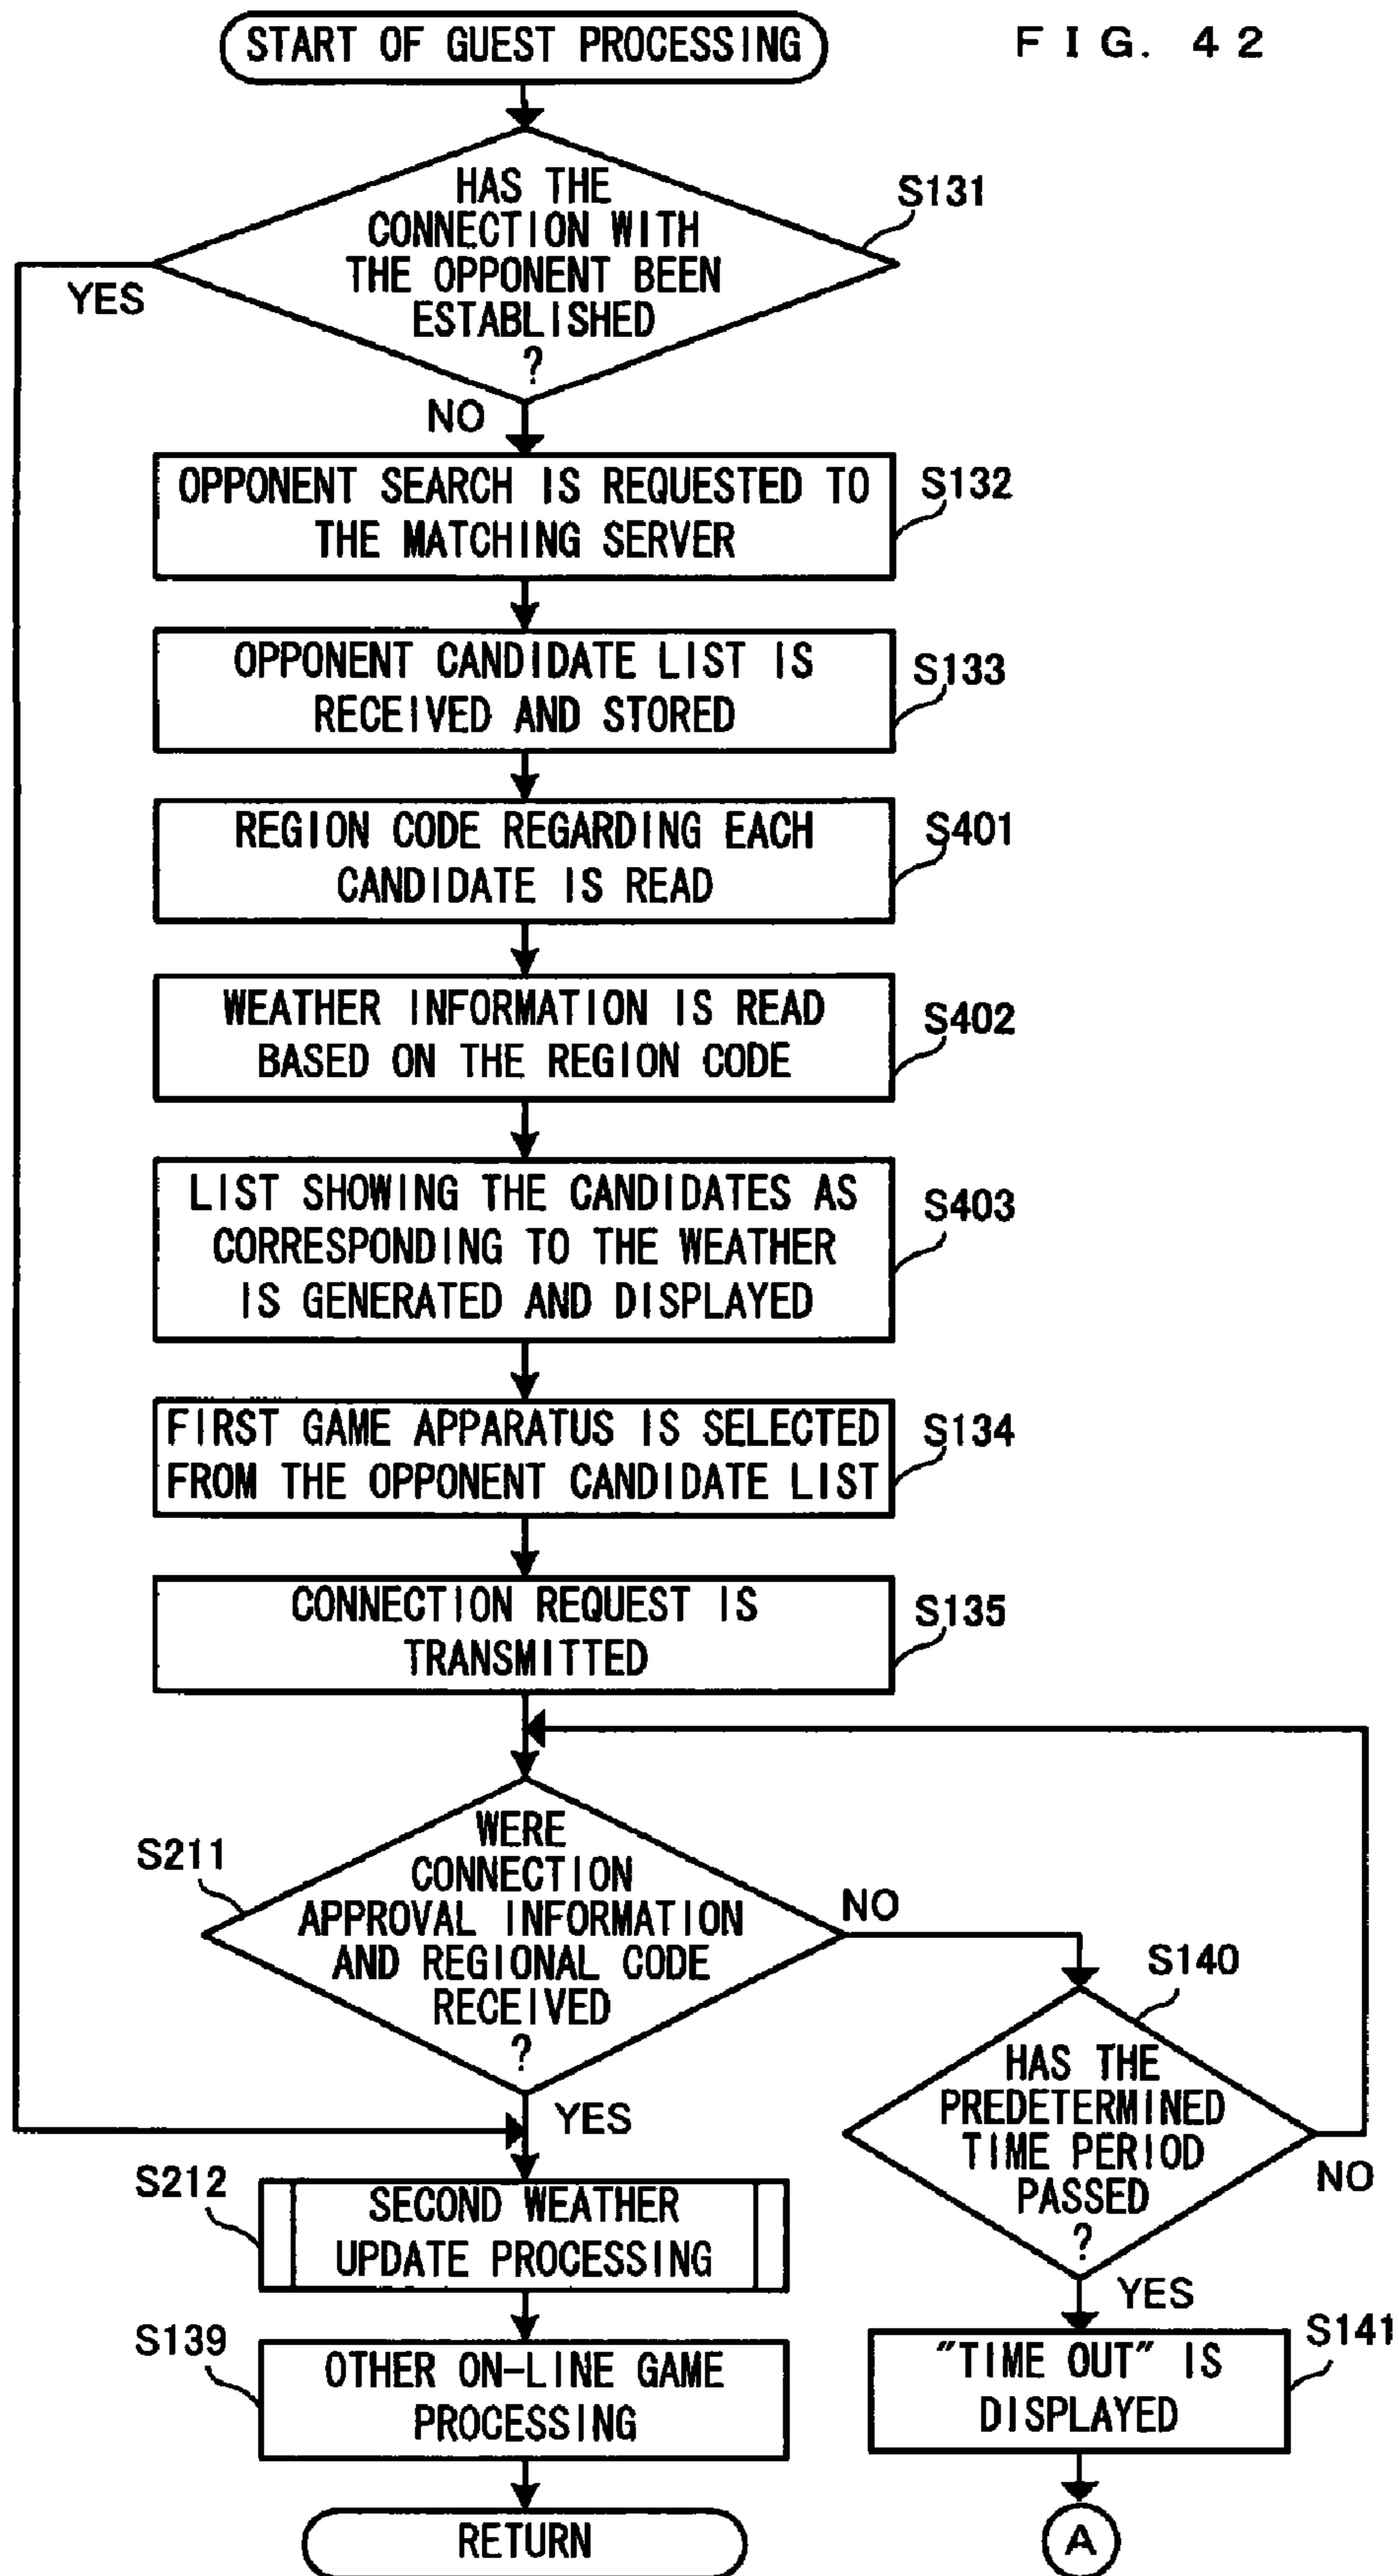 START OF GUEST PROCESSING
FIG. 42
HAS THE
CONNECTION WITH
THE OPPONENT BEEN
ESTABLISHED
?
S131
YES
NO
OPPONENT SEARCH IS REQUESTED TO
THE MATCHING SERVER
S132
OPPONENT CANDIDATE LIST IS
RECEIVED AND STORED
S133
REGION CODE REGARDING EACH
CANDIDATE IS READ
S401
WEATHER INFORMATION IS READ
BASED ON THE REGION CODE
S402
LIST SHOWING THE CANDIDATES AS
CORRESPONDING TO THE WEATHER
IS GENERATED AND DISPLAYED
S403
FIRST GAME APPARATUS IS SELECTED
FROM THE OPPONENT CANDIDATE LIST
S134
CONNECTION REQUEST IS
TRANSMITTED
S135
S211
WERE
CONNECTION
APPROVAL INFORMATION
AND REGIONAL CODE
RECEIVED
?
NO
YES
S140
HAS THE
PREDETERMINED
TIME PERIOD
PASSED
?
NO
YES
S212
SECOND WEATHER
UPDATE PROCESSING
S139
OTHER ON-LINE GAME
PROCESSING
S141
"TIME OUT" IS
DISPLAYED
RETURN
A